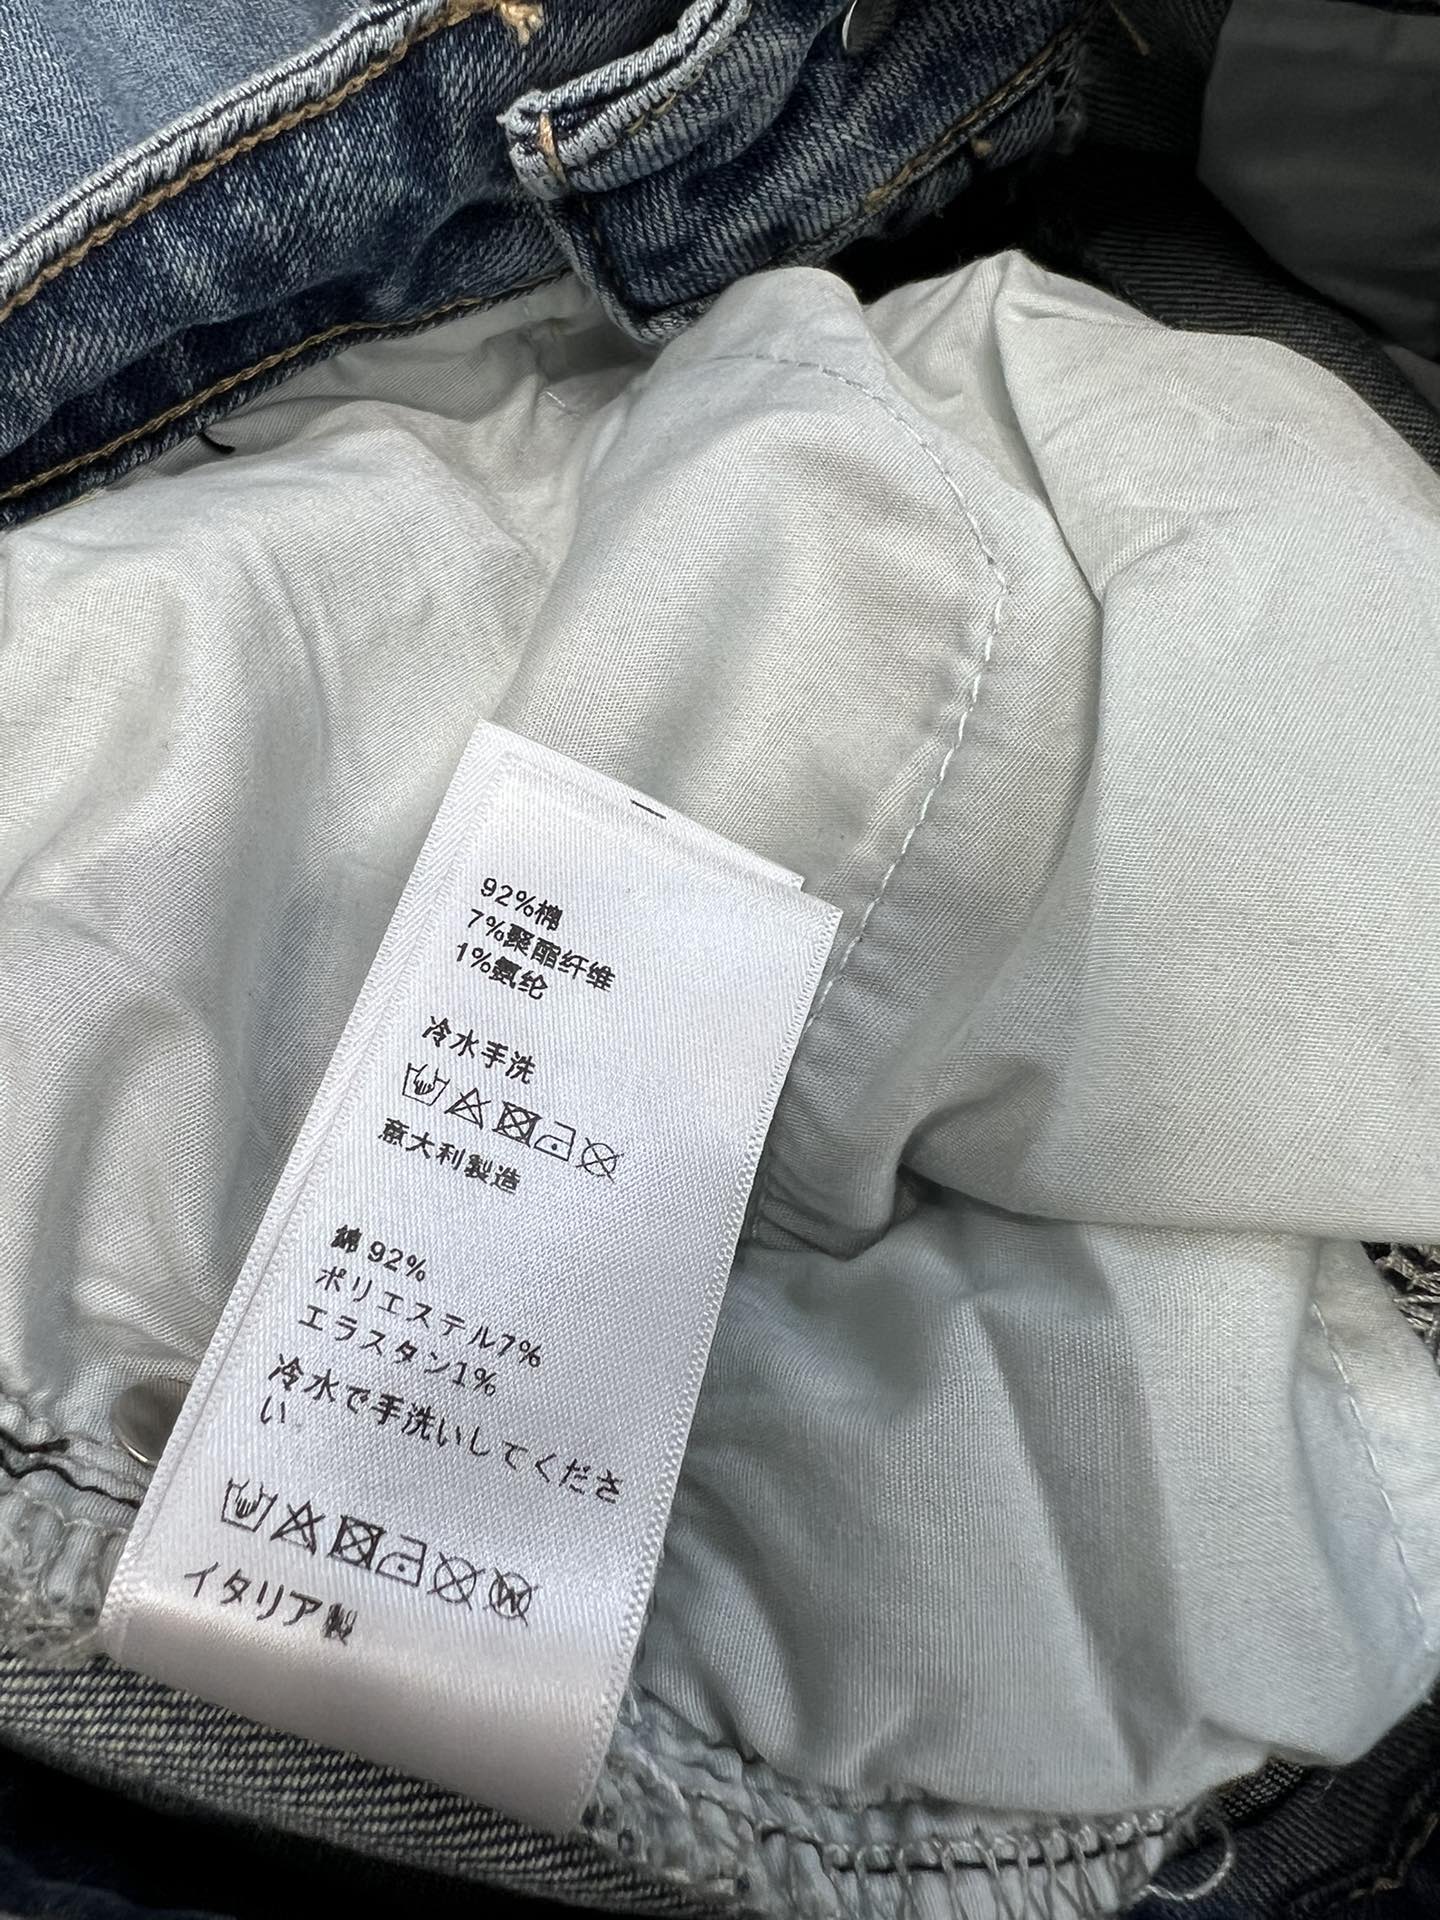 92%棉
7%聚酯纤维
1%氨纶
冷水手洗
意大利製造
綿 92%
ポリエステル7%
エラスタン1%
冷水で手洗いしてくださ
い.
W
イタリア製